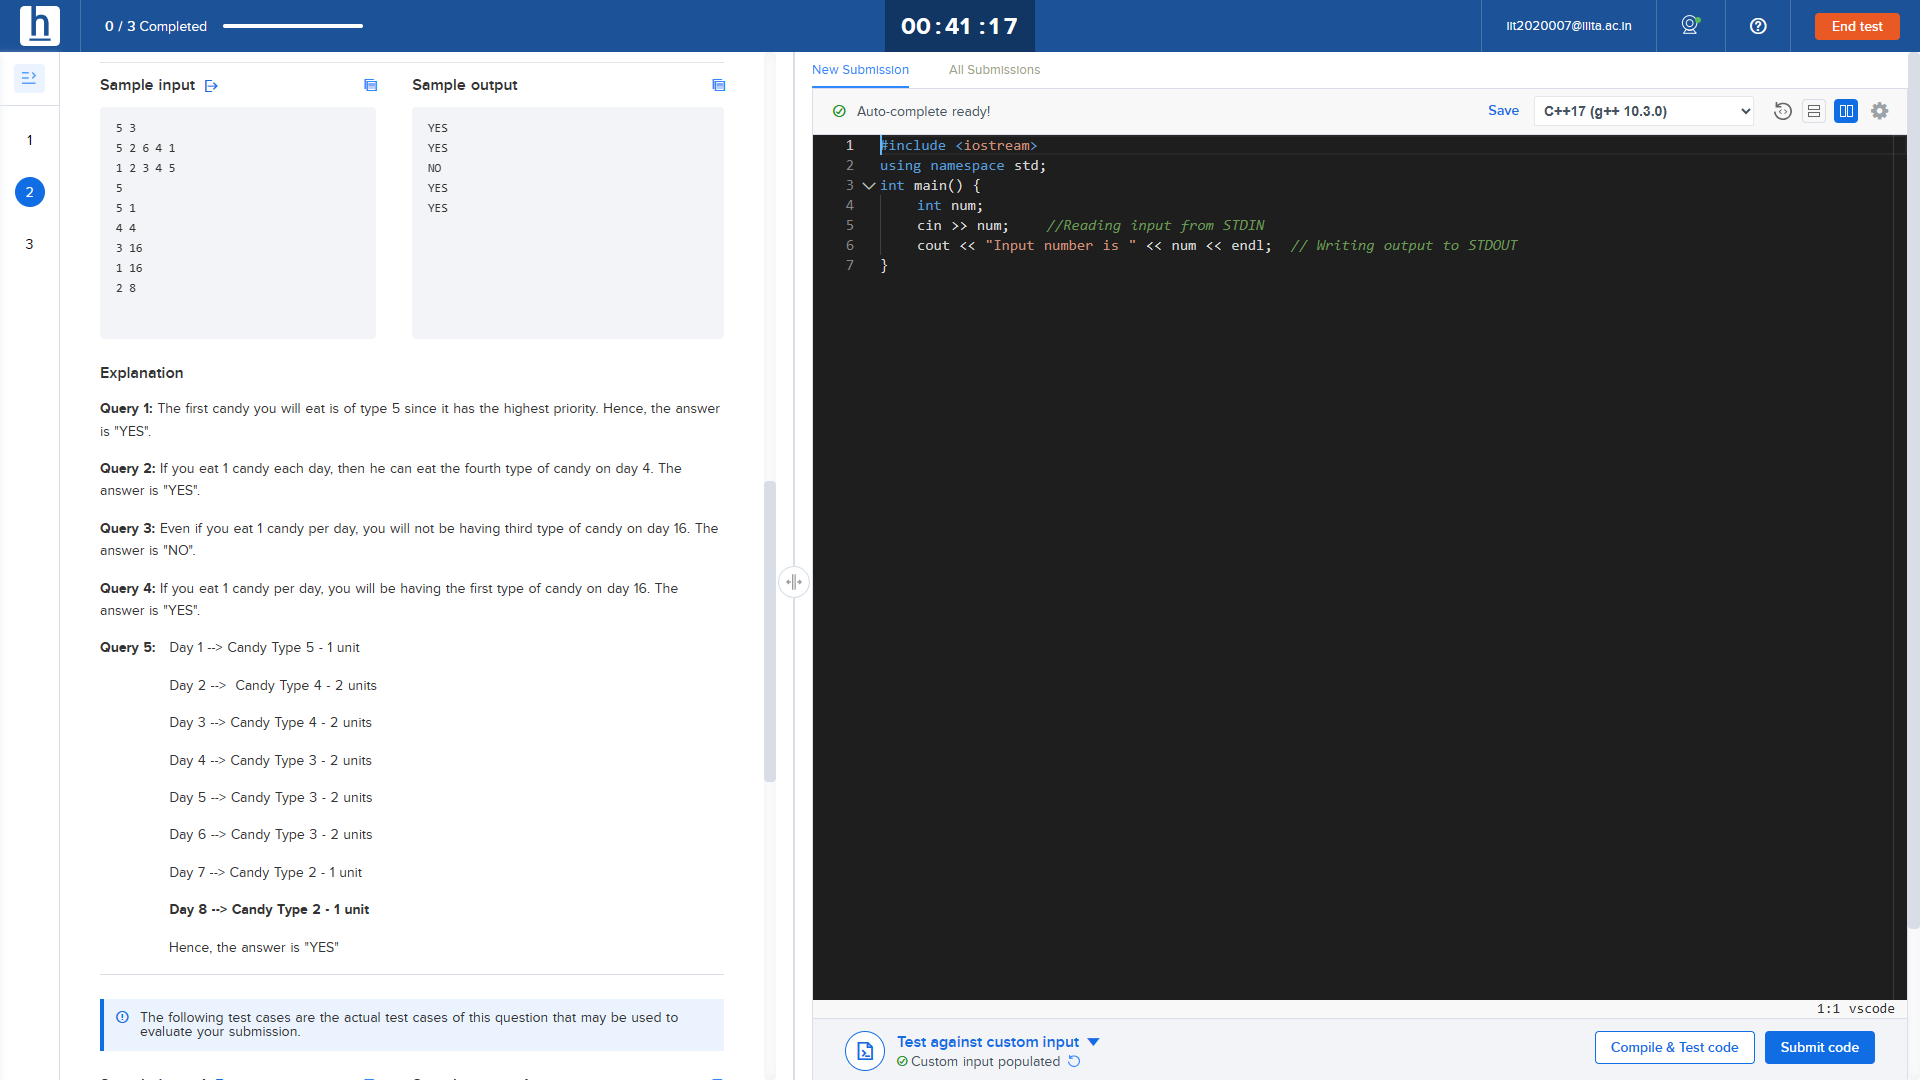 h
0 / 3 Completed
00:41:17
iit2020007@iiita.ac.in
End test
1
2
3
Sample input
Sample output
5 3
5 2 6 4 1
1 2 3 4 5
5
5 1
4 4
3 16
1 16
2 8
YES
YES
NO
YES
YES
Explanation
Query 1: The first candy you will eat is of type 5 since it has the highest priority. Hence, the answer
is "YES".
Query 2: If you eat 1 candy each day, then he can eat the fourth type of candy on day 4. The
answer is "YES".
Query 3: Even if you eat 1 candy per day, you will not be having third type of candy on day 16. The
answer is "NO".
Query 4: If you eat 1 candy per day, you will be having the first type of candy on day 16. The
answer is "YES".
Query 5: Day 1 --> Candy Type 5 - 1 unit
Day 2 --> Candy Type 4 - 2 units
Day 3 --> Candy Type 4 - 2 units
Day 4 --> Candy Type 3 - 2 units
Day 5 --> Candy Type 3 - 2 units
Day 6 --> Candy Type 3 - 2 units
Day 7 --> Candy Type 2 - 1 unit
Day 8 --> Candy Type 2 - 1 unit
Hence, the answer is "YES"
The following test cases are the actual test cases of this question that may be used to
evaluate your submission.
New Submission
All Submissions
Auto-complete ready!
Save
C++17 (g++ 10.3.0)
1 #include <iostream>
2 using namespace std;
3 int main() {
4 int num;
5 cin >> num; //Reading input from STDIN
6 cout << "Input number is " << num << endl; // Writing output to STDOUT
7 }
1:1 vscode
Test against custom input
Custom input populated
Compile & Test code
Submit code